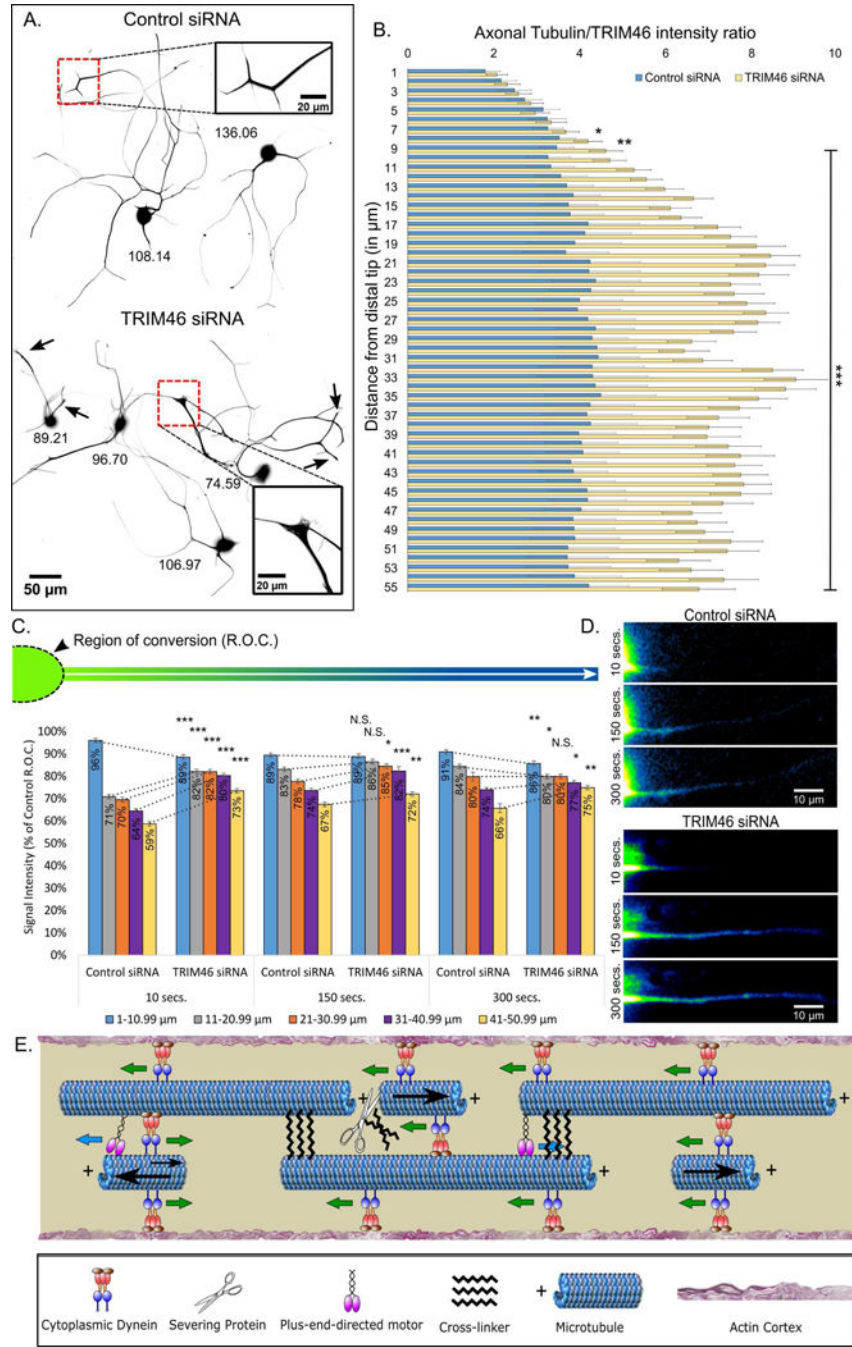 A.
Control siRNA
20 µm
136.06
108.14
TRIM46 siRNA
89.21
96.70
74.59
106.97
20 µm
50 µm
B.
Axonal Tubulin/TRIM46 intensity ratio
0 2 4 6 8 10
Control siRNA TRIM46 siRNA
Distance from distal tip (in µm)
1
3
5
7
9
11
13
15
17
19
21
23
25
27
29
31
33
35
37
39
41
43
45
47
49
51
53
55
*
**
***
C.
Region of conversion (R.O.C.)
Signal Intensity (% of Control R.O.C.)
100%
90%
80%
70%
60%
50%
40%
30%
20%
10%
0%
96% 71% 70% 64% 59%
*** *** *** *** ***
89% 82% 82% 80% 73%
89% 83% 78% 74% 67%
N.S. N.S. * *** **
89% 86% 85% 82% 72%
91% 84% 80% 74% 66%
** * N.S. * **
86% 80% 80% 77% 75%
Control siRNA TRIM46 siRNA Control siRNA TRIM46 siRNA Control siRNA TRIM46 siRNA
10 secs. 150 secs. 300 secs.
1-10.99 µm 11-20.99 µm 21-30.99 µm 31-40.99 µm 41-50.99 µm
D.
Control siRNA
10 secs.
150 secs.
300 secs.
10 µm
TRIM46 siRNA
10 secs.
150 secs.
300 secs.
10 µm
E.
+ + +
+ + +
+
Cytoplasmic Dynein Severing Protein Plus-end-directed motor Cross-linker Microtubule Actin Cortex